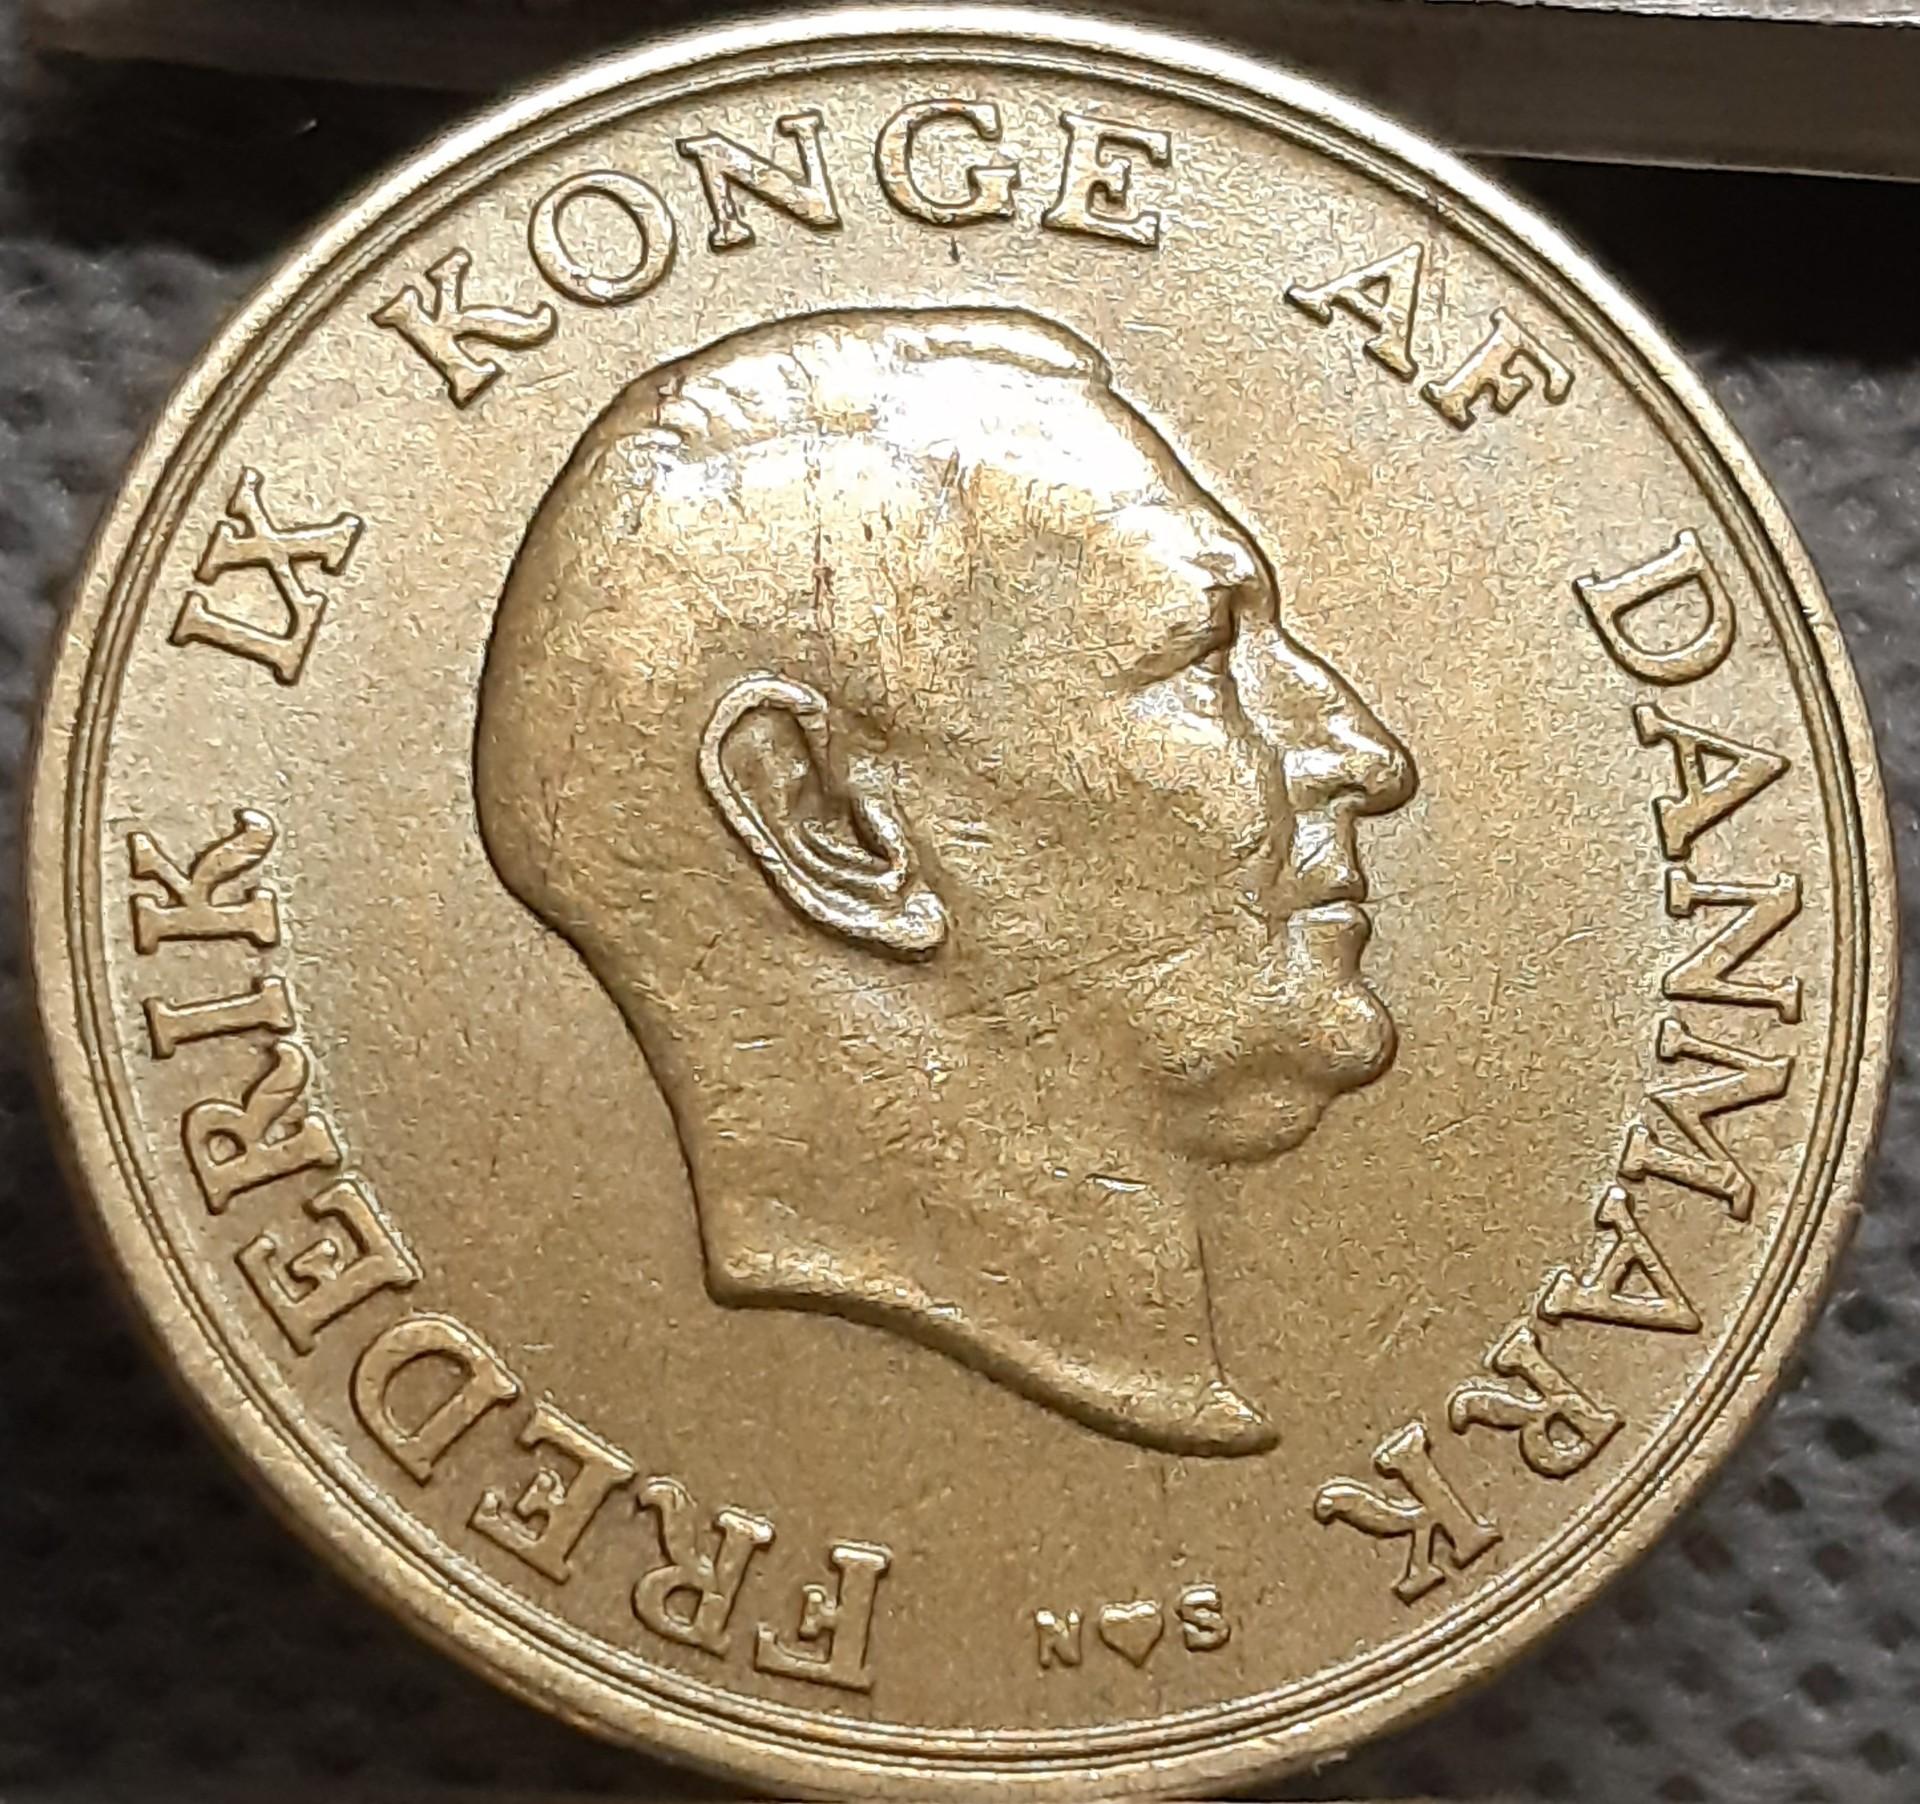 FREDERIK IX KONGE AF DANMARK
N♥S